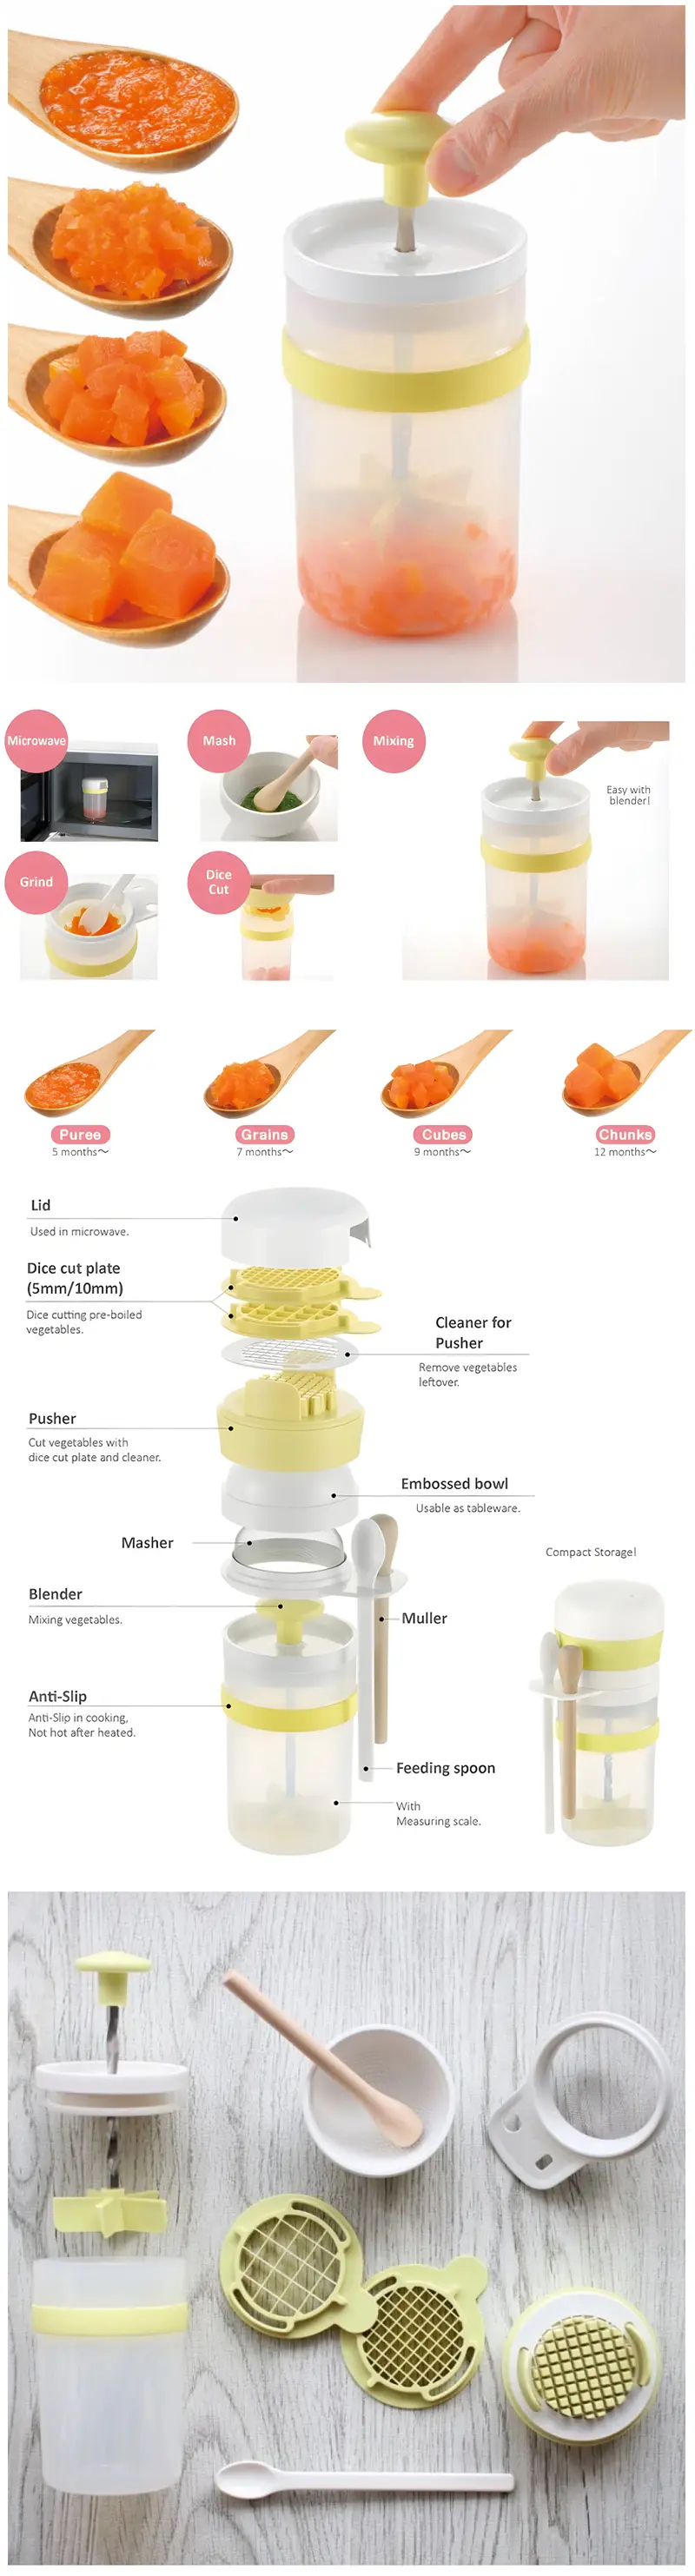 Microwave
Mash
Mixing
Easy with
blender!
Grind
Dice
Cut
Puree
5 months～
Grains
7 months～
Cubes
9 months～
Chunks
12 months～
Lid
Used in microwave.
Dice cut plate
(5mm/10mm)
Dice cutting pre-boiled
vegetables.
Cleaner for
Pusher
Remove vegetables
leftover.
Pusher
Cut vegetables with
dice cut plate and cleaner.
Embossed bowl
Usable as tableware.
Masher
Compact Storage!
Blender
Mixing vegetables.
Muller
Anti-Slip
Anti-Slip in cooking,
Not hot after heated.
Feeding spoon
With
Measuring scale.